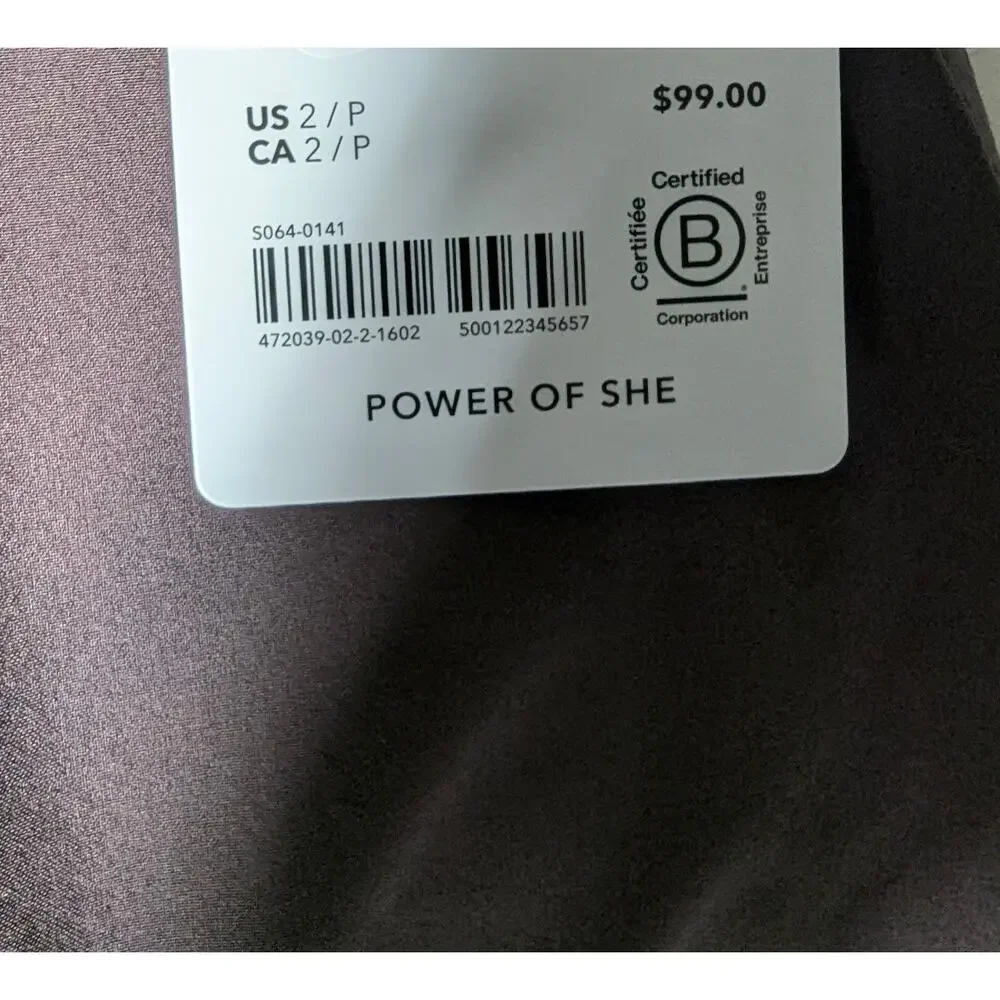 US 2 / P
CA 2 / P
$99.00
S064-0141
472039-02-2-1602
500122345657
Certified
Certifiée
B
Entreprise
®
Corporation
POWER OF SHE